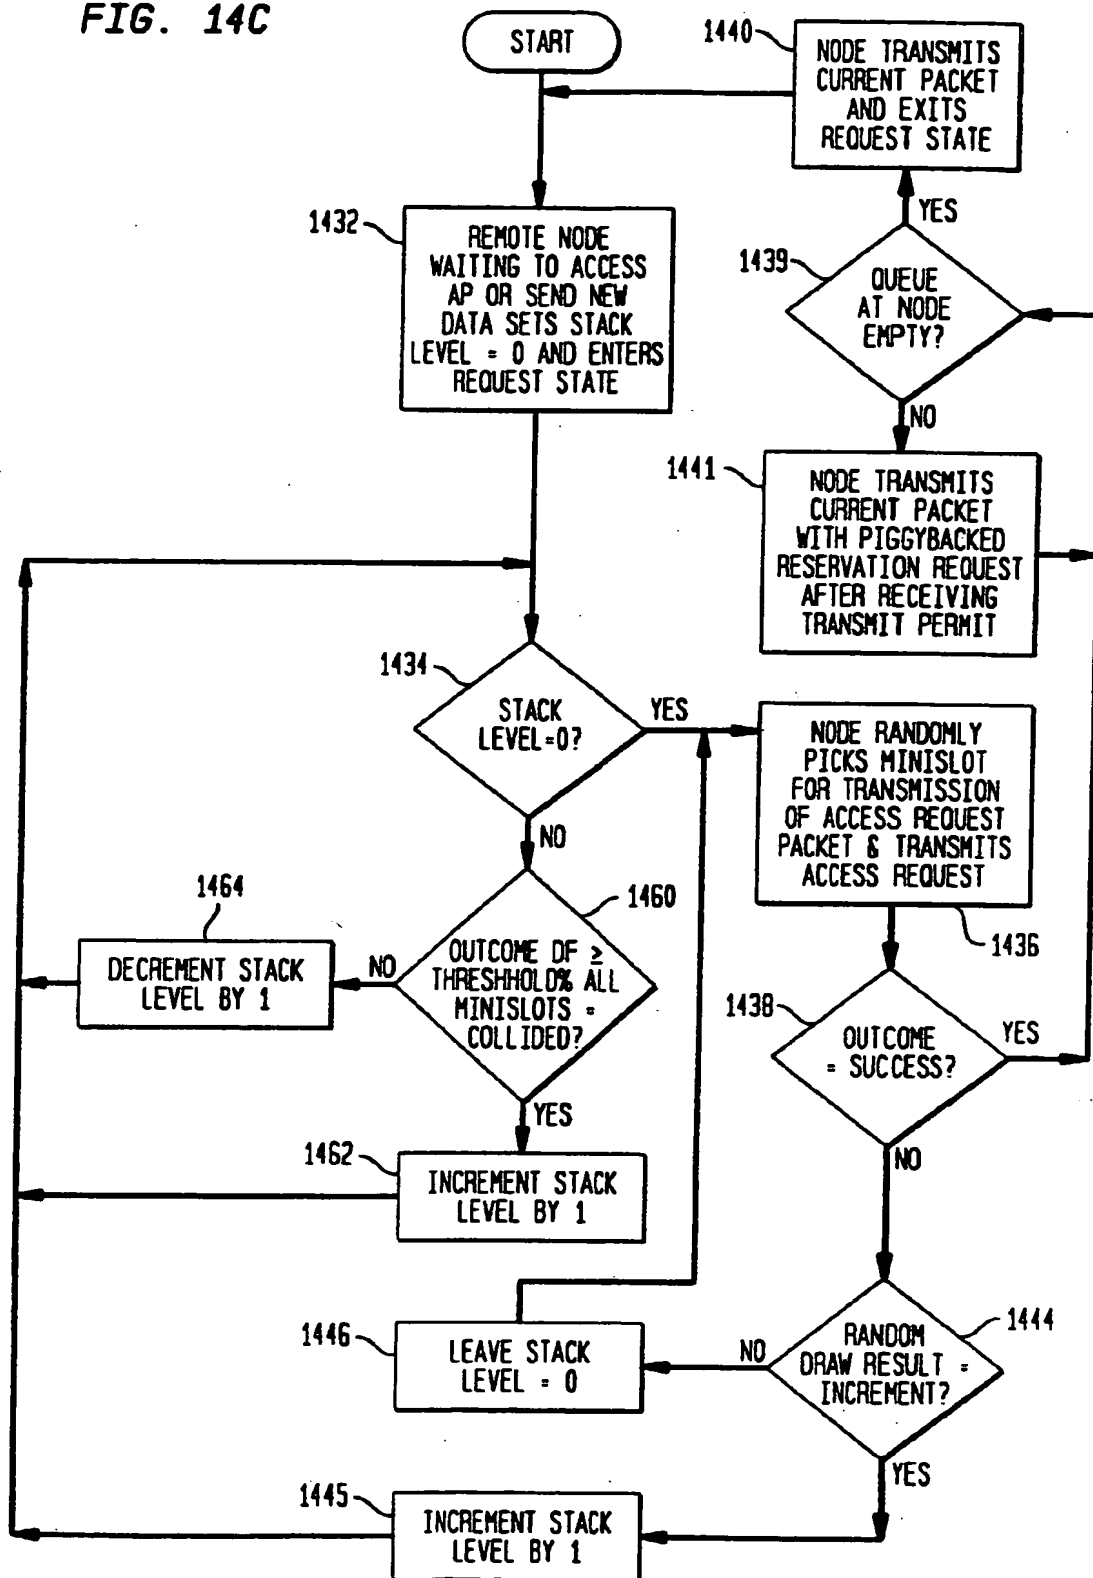 FIG. 14C
START
1440
NODE TRANSMITS
CURRENT PACKET
AND EXITS
REQUEST STATE
YES
1432
REMOTE NODE
WAITING TO ACCESS
AP OR SEND NEW
DATA SETS STACK
LEVEL = 0 AND ENTERS
REQUEST STATE
1439
QUEUE
AT NODE
EMPTY?
NO
1441
NODE TRANSMITS
CURRENT PACKET
WITH PIGGYBACKED
RESERVATION REQUEST
AFTER RECEIVING
TRANSMIT PERMIT
1434
STACK
LEVEL=0?
YES
NO
NODE RANDOMLY
PICKS MINISLOT
FOR TRANSMISSION
OF ACCESS REQUEST
PACKET & TRANSMITS
ACCESS REQUEST
1436
1464
DECREMENT STACK
LEVEL BY 1
NO
1460
OUTCOME OF ≥
THRESHHOLD% ALL
MINISLOTS =
COLLIDED?
YES
1438
OUTCOME
= SUCCESS?
YES
NO
1462
INCREMENT STACK
LEVEL BY 1
1446
LEAVE STACK
LEVEL = 0
NO
1444
RANDOM
DRAW RESULT =
INCREMENT?
YES
1445
INCREMENT STACK
LEVEL BY 1